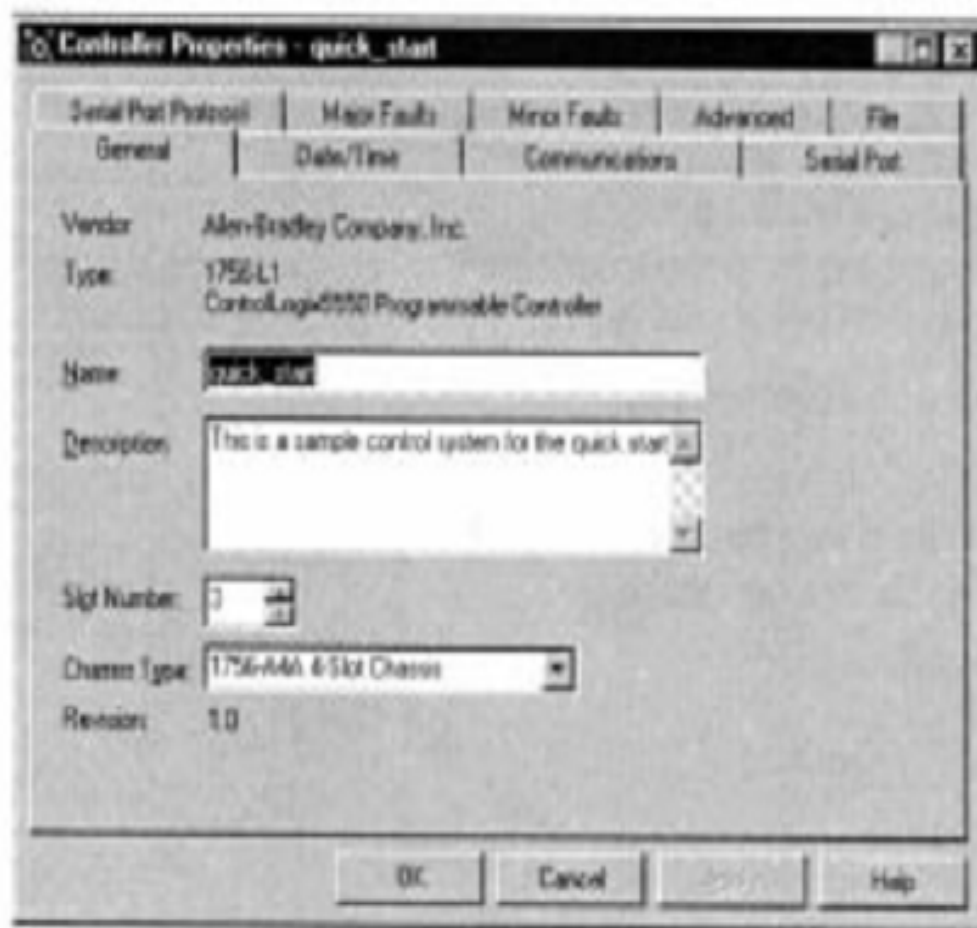 Controller Properties - quick_start
Serial Port Protocol
Major Faults
Minor Faults
Advanced
File
General
Date/Time
Communications
Serial Port
Vendor
Allen-Bradley Company, Inc.
Type:
1756-L1
ControlLogix5550 Programmable Controller
Name
quick_start
Description
This is a sample control system for the quick start
Slot Number:
Chassis Type:
1756-A4A 4-Slot Chassis
Revision:
1.0
OK
Cancel
Help